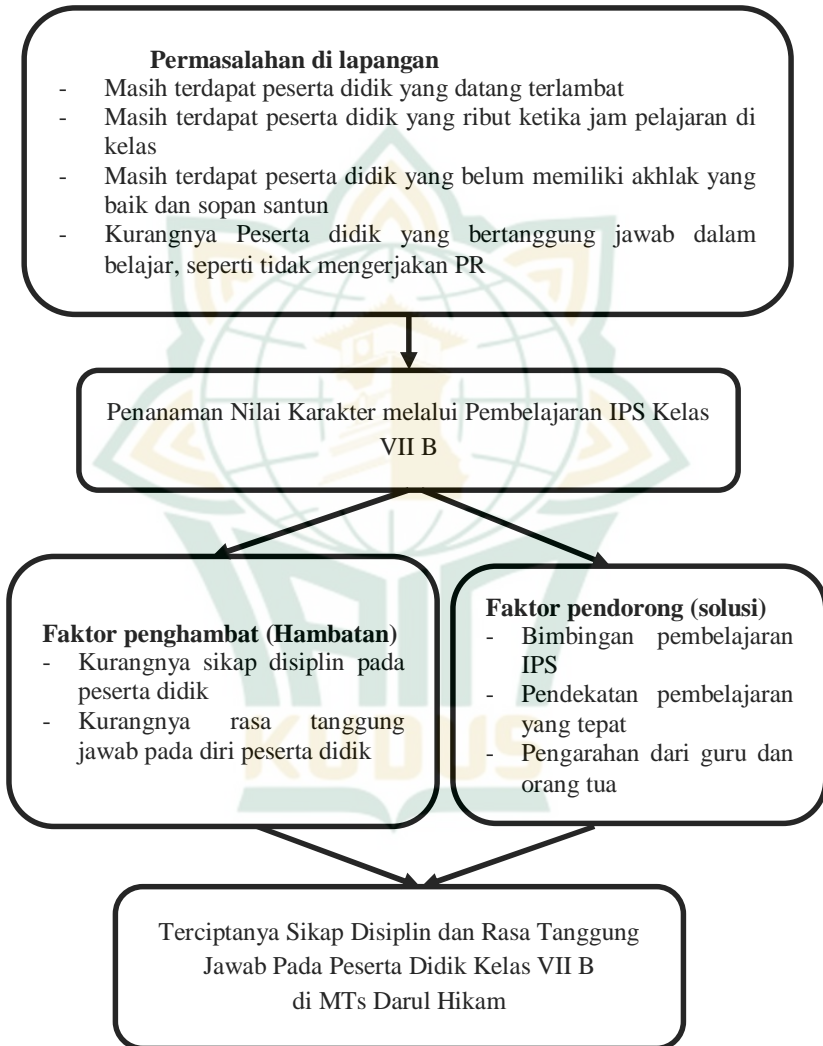 Permasalahan di lapangan
- Masih terdapat peserta didik yang datang terlambat
- Masih terdapat peserta didik yang ribut ketika jam pelajaran di
kelas
- Masih terdapat peserta didik yang belum memiliki akhlak yang
baik dan sopan santun
- Kurangnya Peserta didik yang bertanggung jawab dalam
belajar, seperti tidak mengerjakan PR
Penanaman Nilai Karakter melalui Pembelajaran IPS Kelas
VII B
Faktor penghambat (Hambatan)
- Kurangnya sikap disiplin pada
peserta didik
- Kurangnya rasa tanggung
jawab pada diri peserta didik
Faktor pendorong (solusi)
- Bimbingan pembelajaran
IPS
- Pendekatan pembelajaran
yang tepat
- Pengarahan dari guru dan
orang tua
KUDUS
Terciptanya Sikap Disiplin dan Rasa Tanggung
Jawab Pada Peserta Didik Kelas VII B
di MTs Darul Hikam